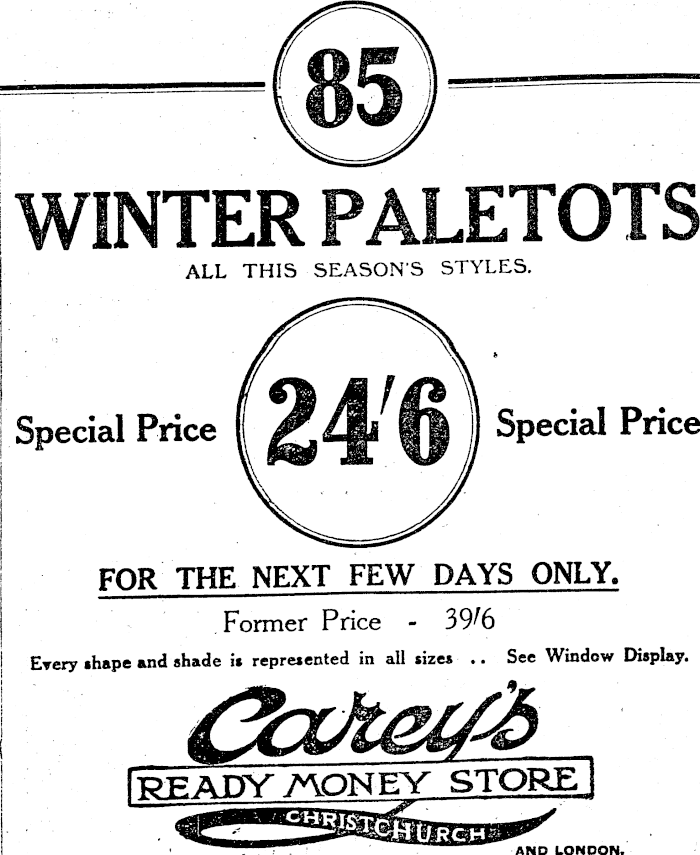 85
WINTER PALETOTS
ALL THIS SEASON'S STYLES.
Special Price 24'6 Special Price
FOR THE NEXT FEW DAYS ONLY.
Former Price - 39/6
Every shape and shade is represented in all sizes .. See Window Display.
Carey's
READY MONEY STORE
CHRISTCHURCH
AND LONDON.